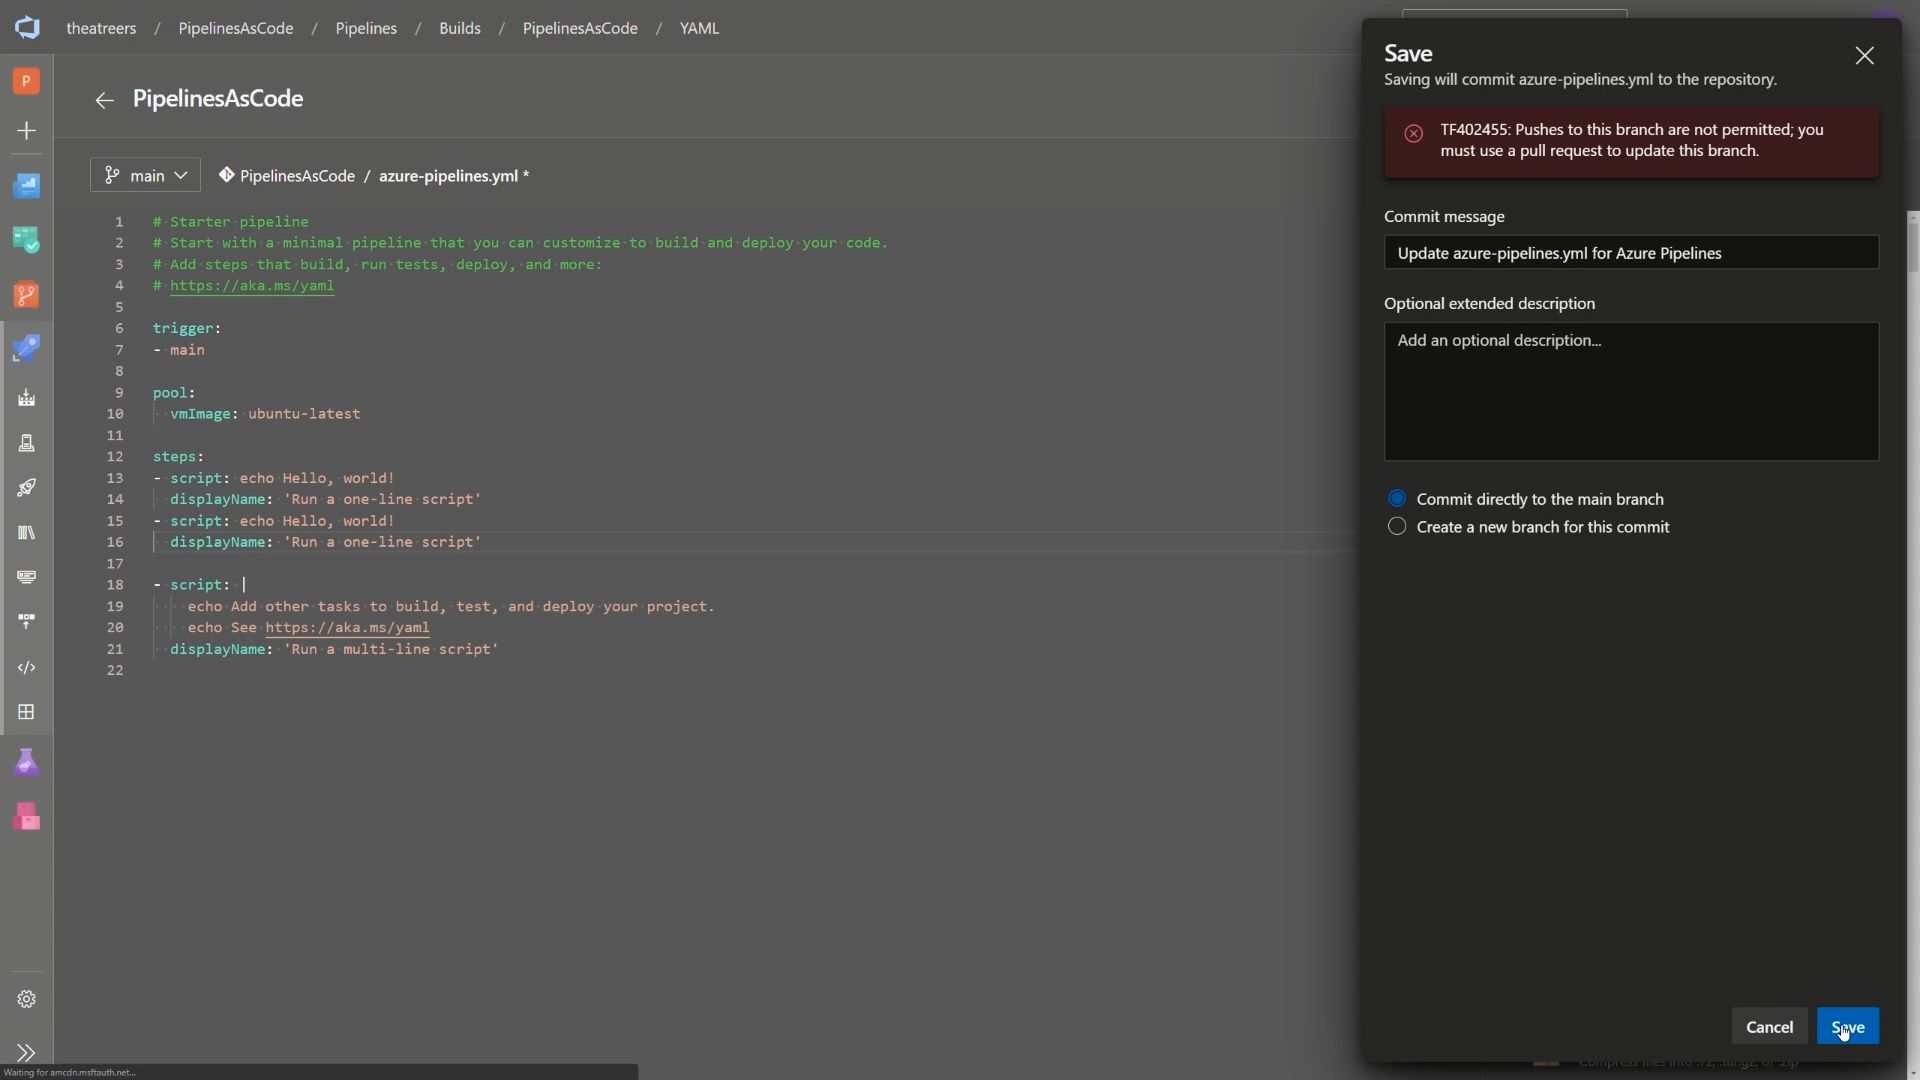 theatreers / PipelinesAsCode / Pipelines / Builds / PipelinesAsCode / YAML
P
PipelinesAsCode
main
PipelinesAsCode / azure-pipelines.yml *
1 # Starter pipeline
2 # Start with a minimal pipeline that you can customize to build and deploy your code.
3 # Add steps that build, run tests, deploy, and more:
4 # https://aka.ms/yaml
5
6 trigger:
7 - main
8
9 pool:
10 vmImage: ubuntu-latest
11
12 steps:
13 - script: echo Hello, world!
14 displayName: 'Run a one-line script'
15 - script: echo Hello, world!
16 displayName: 'Run a one-line script'
17
18 - script: |
19 echo Add other tasks to build, test, and deploy your project.
20 echo See https://aka.ms/yaml
21 displayName: 'Run a multi-line script'
22
Waiting for amcdn.msftauth.net...
Save
Saving will commit azure-pipelines.yml to the repository.
TF402455: Pushes to this branch are not permitted; you
must use a pull request to update this branch.
Commit message
Update azure-pipelines.yml for Azure Pipelines
Optional extended description
Add an optional description...
Commit directly to the main branch
Create a new branch for this commit
Cancel
Save